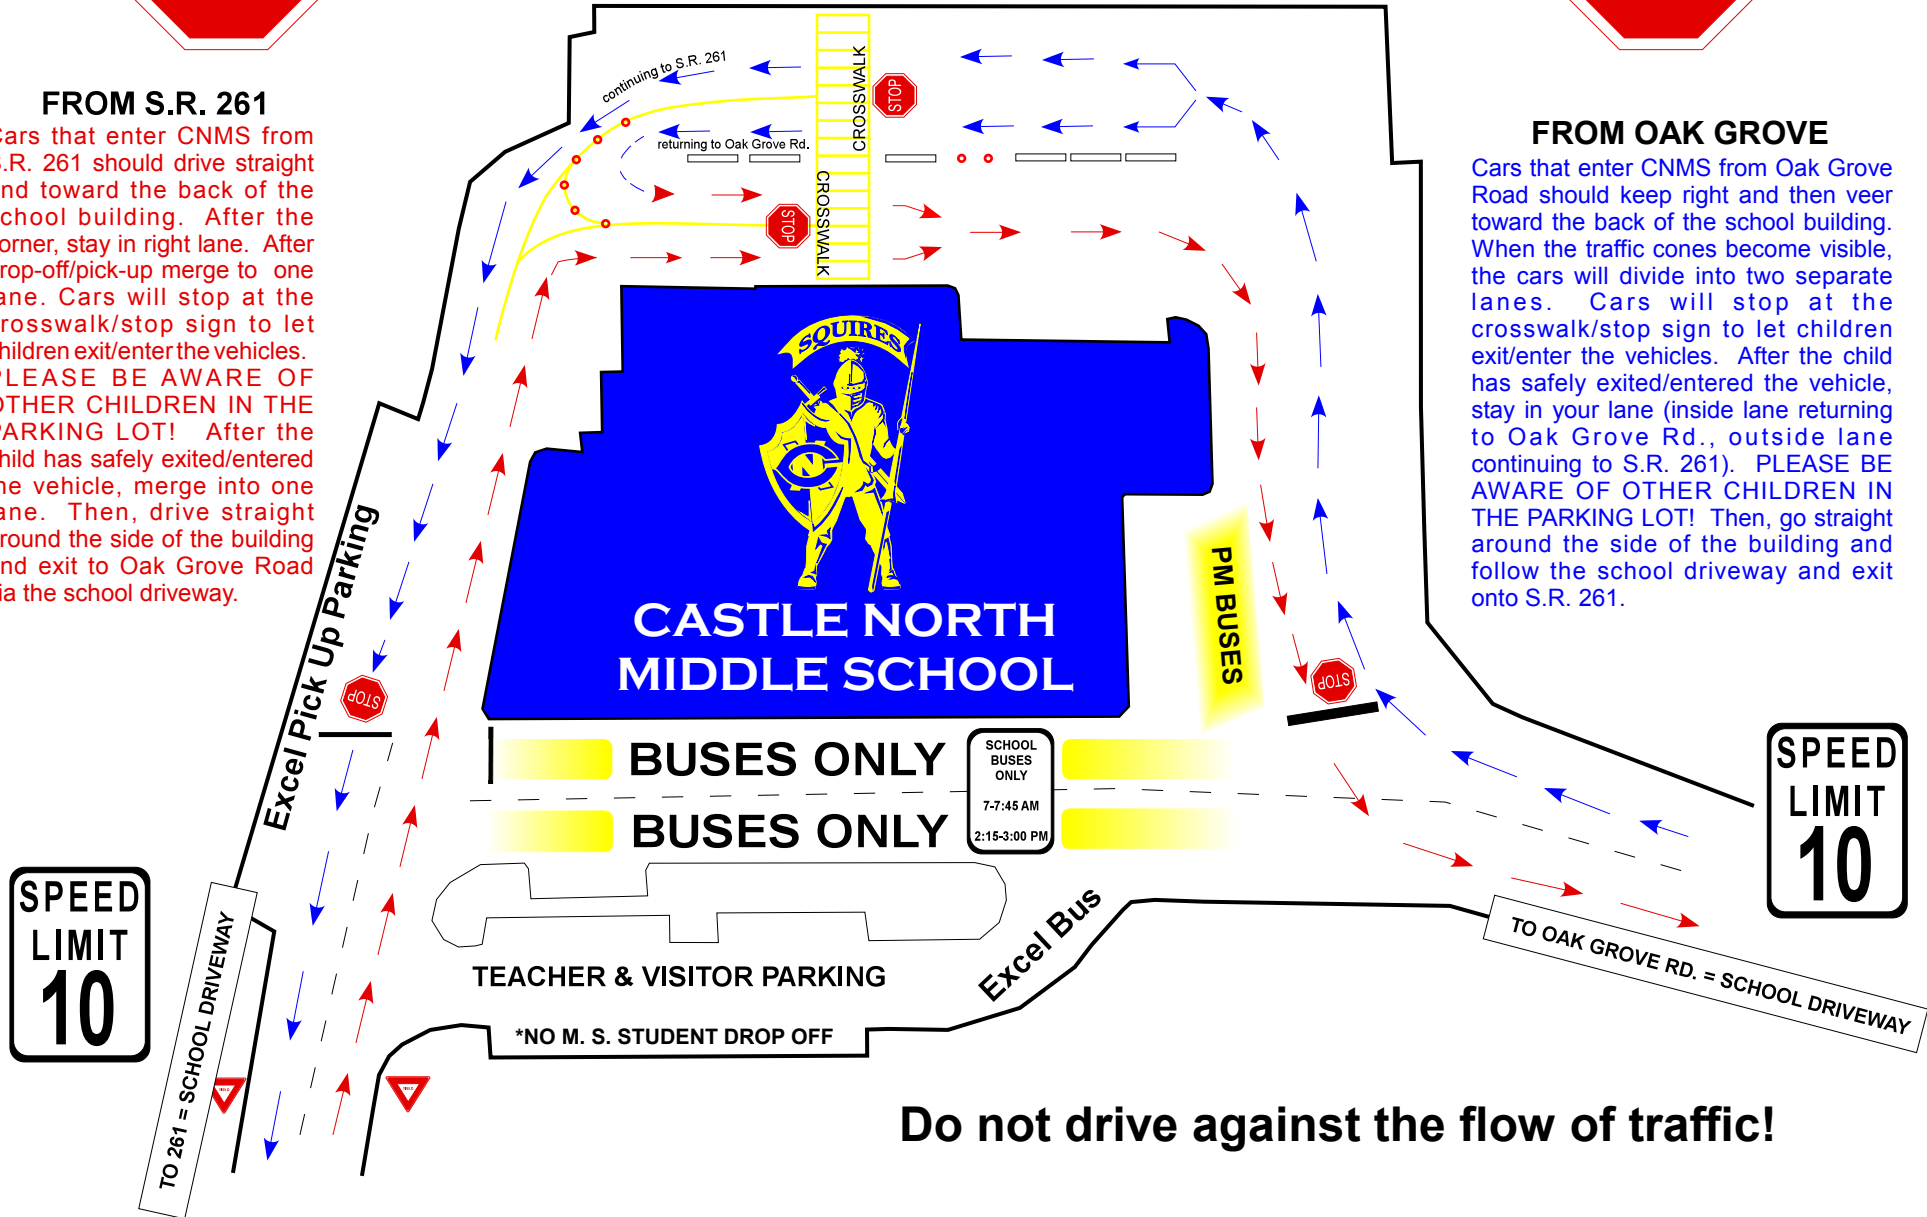 FROM S.R. 261
Cars that enter CNMS from
S.R. 261 should drive straight
and toward the back of the
school building. After the
corner, stay in right lane. After
drop-off/pick-up merge to one
lane. Cars will stop at the
crosswalk/stop sign to let
children exit/enter the vehicles.
PLEASE BE AWARE OF
OTHER CHILDREN IN THE
PARKING LOT! After the
child has safely exited/entered
the vehicle, merge into one
lane. Then, drive straight
around the side of the building
and exit to Oak Grove Road
via the school driveway.
continuing to S.R. 261
returning to Oak Grove Rd.
CROSSWALK
CROSSWALK
STOP
STOP
FROM OAK GROVE
Cars that enter CNMS from Oak Grove
Road should keep right and then veer
toward the back of the school building.
When the traffic cones become visible,
the cars will divide into two separate
lanes. Cars will stop at the
crosswalk/stop sign to let children
exit/enter the vehicles. After the child
has safely exited/entered the vehicle,
stay in your lane (inside lane returning
to Oak Grove Rd., outside lane
continuing to S.R. 261). PLEASE BE
AWARE OF OTHER CHILDREN IN
THE PARKING LOT! Then, go straight
around the side of the building and
follow the school driveway and exit
onto S.R. 261.
SQUIRES
CNC
CASTLE NORTH
MIDDLE SCHOOL
PM BUSES
STOP
STOP
Excel Pick Up Parking
BUSES ONLY
BUSES ONLY
SCHOOL
BUSES
ONLY
7-7:45 AM
2:15-3:00 PM
SPEED
LIMIT
10
SPEED
LIMIT
10
TEACHER & VISITOR PARKING
*NO M. S. STUDENT DROP OFF
Excel Bus
TO OAK GROVE RD. = SCHOOL DRIVEWAY
TO 261 = SCHOOL DRIVEWAY
Do not drive against the flow of traffic!